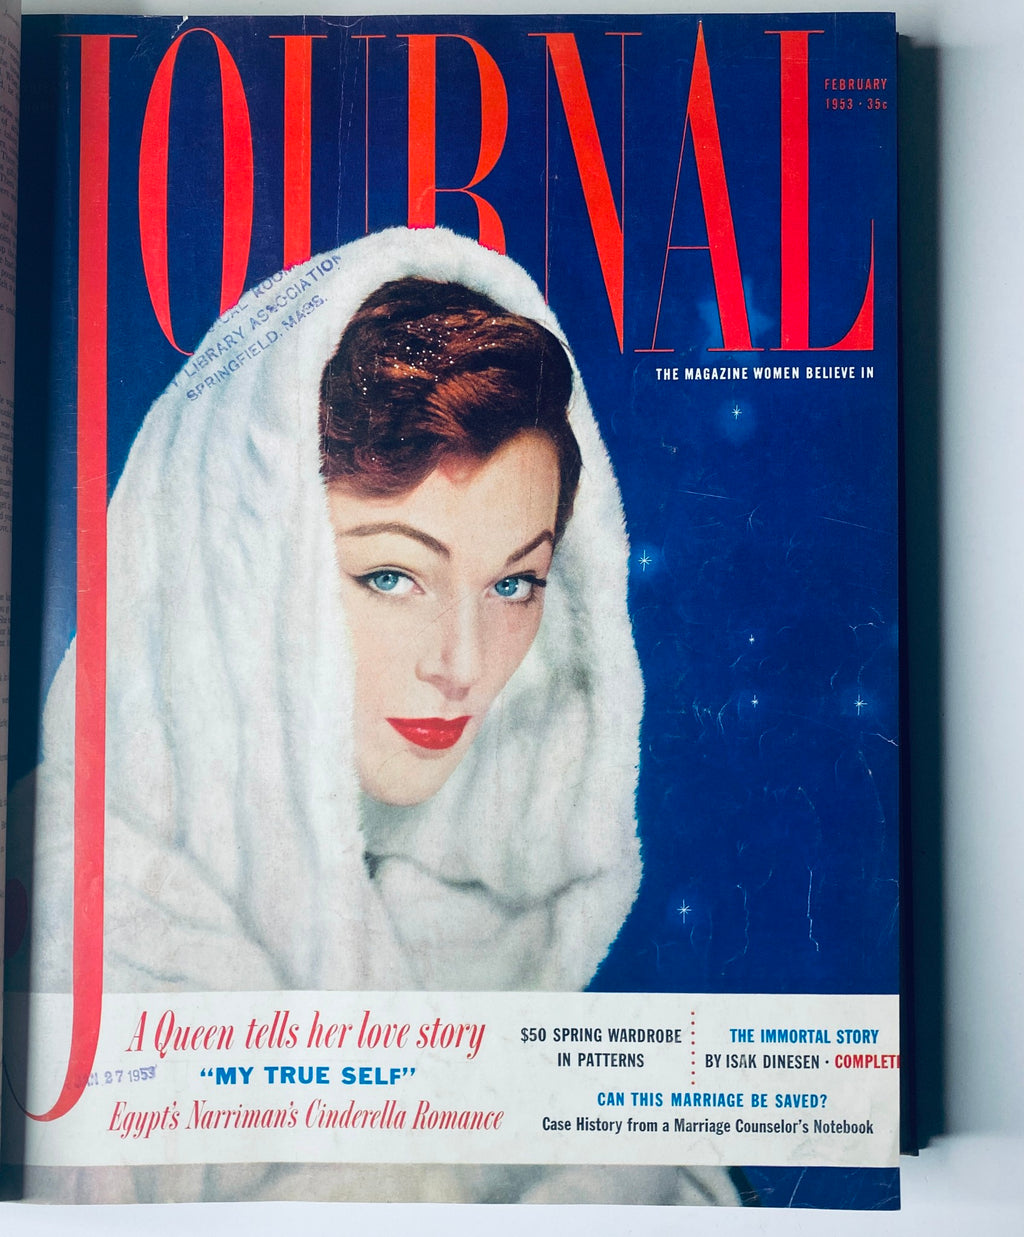 JOURNAL
FEBRUARY
1953 · 35c
THE MAGAZINE WOMEN BELIEVE IN
ROOM
LIBRARY ASSOCIATION
SPRINGFIELD, MASS.
A Queen tells her love story
"MY TRUE SELF"
Egypt's Narriman's Cinderella Romance
27 1953
$50 SPRING WARDROBE
IN PATTERNS
THE IMMORTAL STORY
BY ISAK DINESEN · COMPLET
CAN THIS MARRIAGE BE SAVED?
Case History from a Marriage Counselor's Notebook